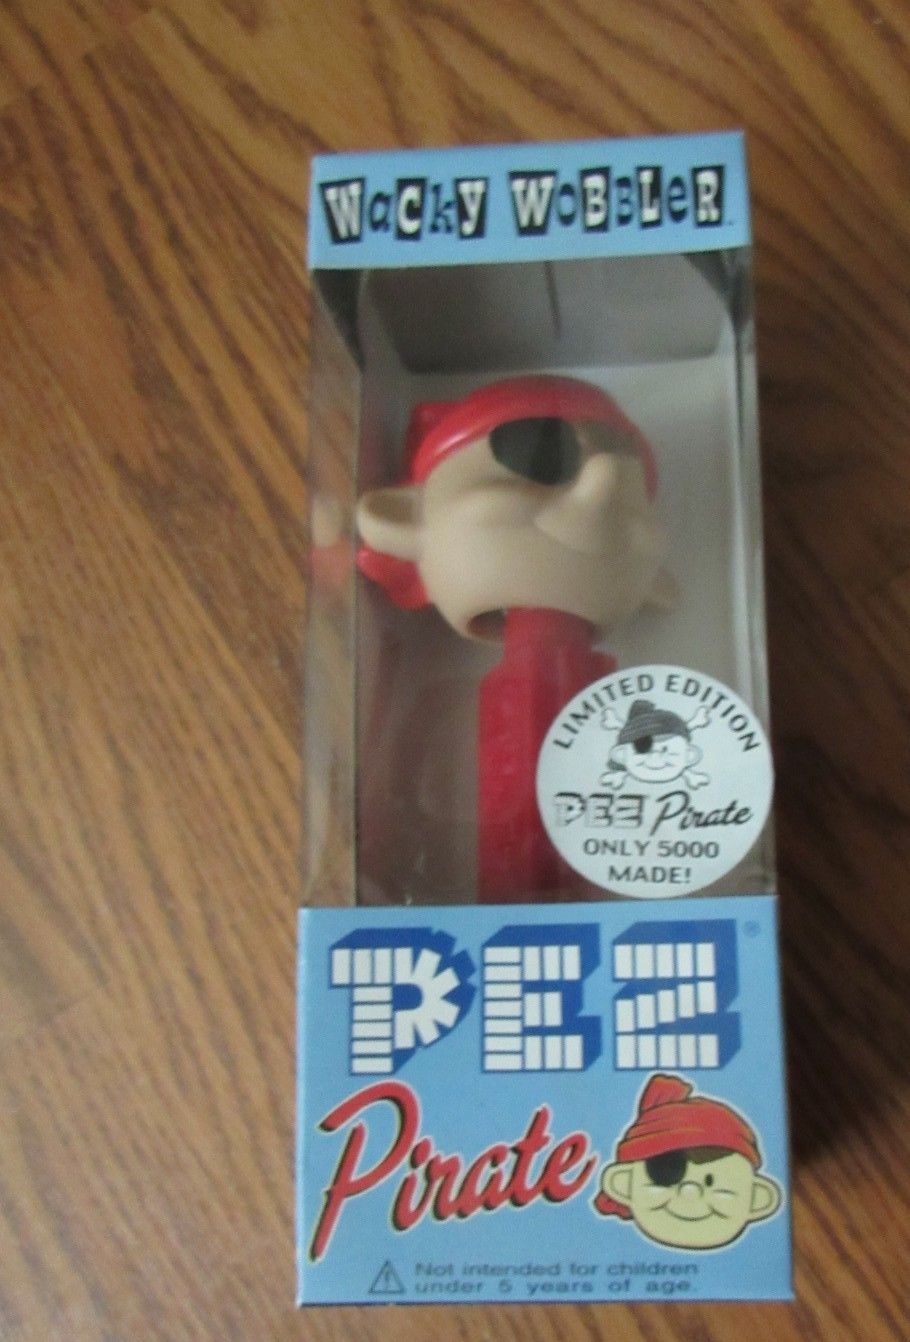 Wacky WoBBLeR™
LIMITED EDITION
PEZ Pirate
ONLY 5000
MADE!
PEZ®
Pirate
Not intended for children
under 5 years of age.